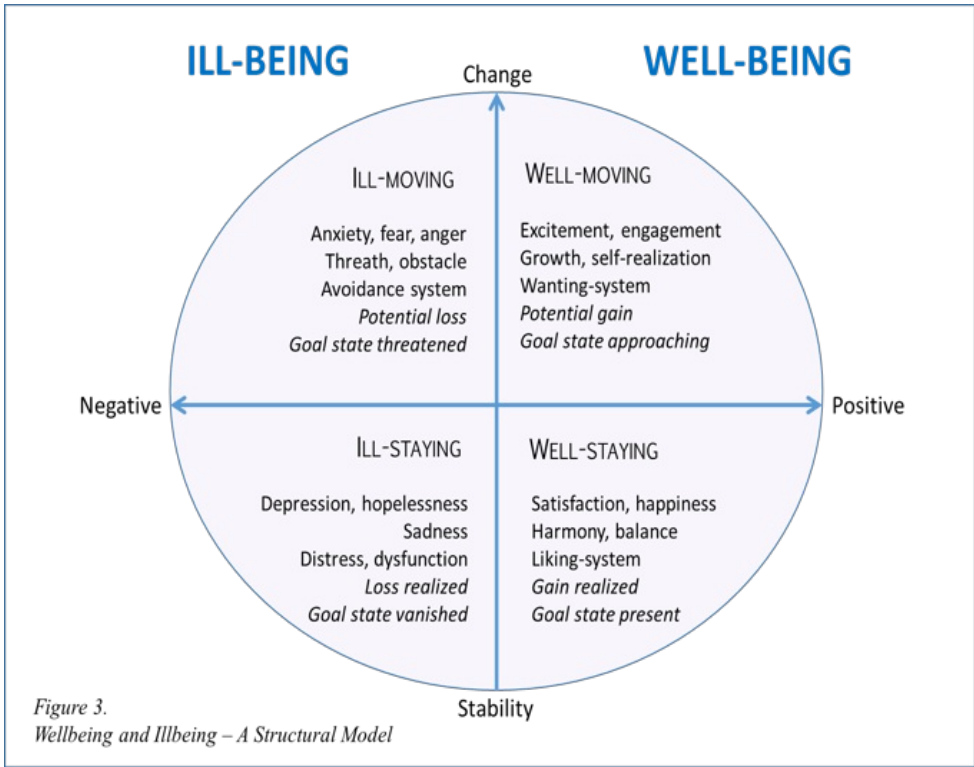 ILL-BEING
WELL-BEING
Change
ILL-MOVING
Anxiety, fear, anger
Threath, obstacle
Avoidance system
Potential loss
Goal state threatened
WELL-MOVING
Excitement, engagement
Growth, self-realization
Wanting-system
Potential gain
Goal state approaching
Negative
Positive
ILL-STAYING
Depression, hopelessness
Sadness
Distress, dysfunction
Loss realized
Goal state vanished
WELL-STAYING
Satisfaction, happiness
Harmony, balance
Liking-system
Gain realized
Goal state present
Stability
Figure 3.
Wellbeing and Illbeing – A Structural Model